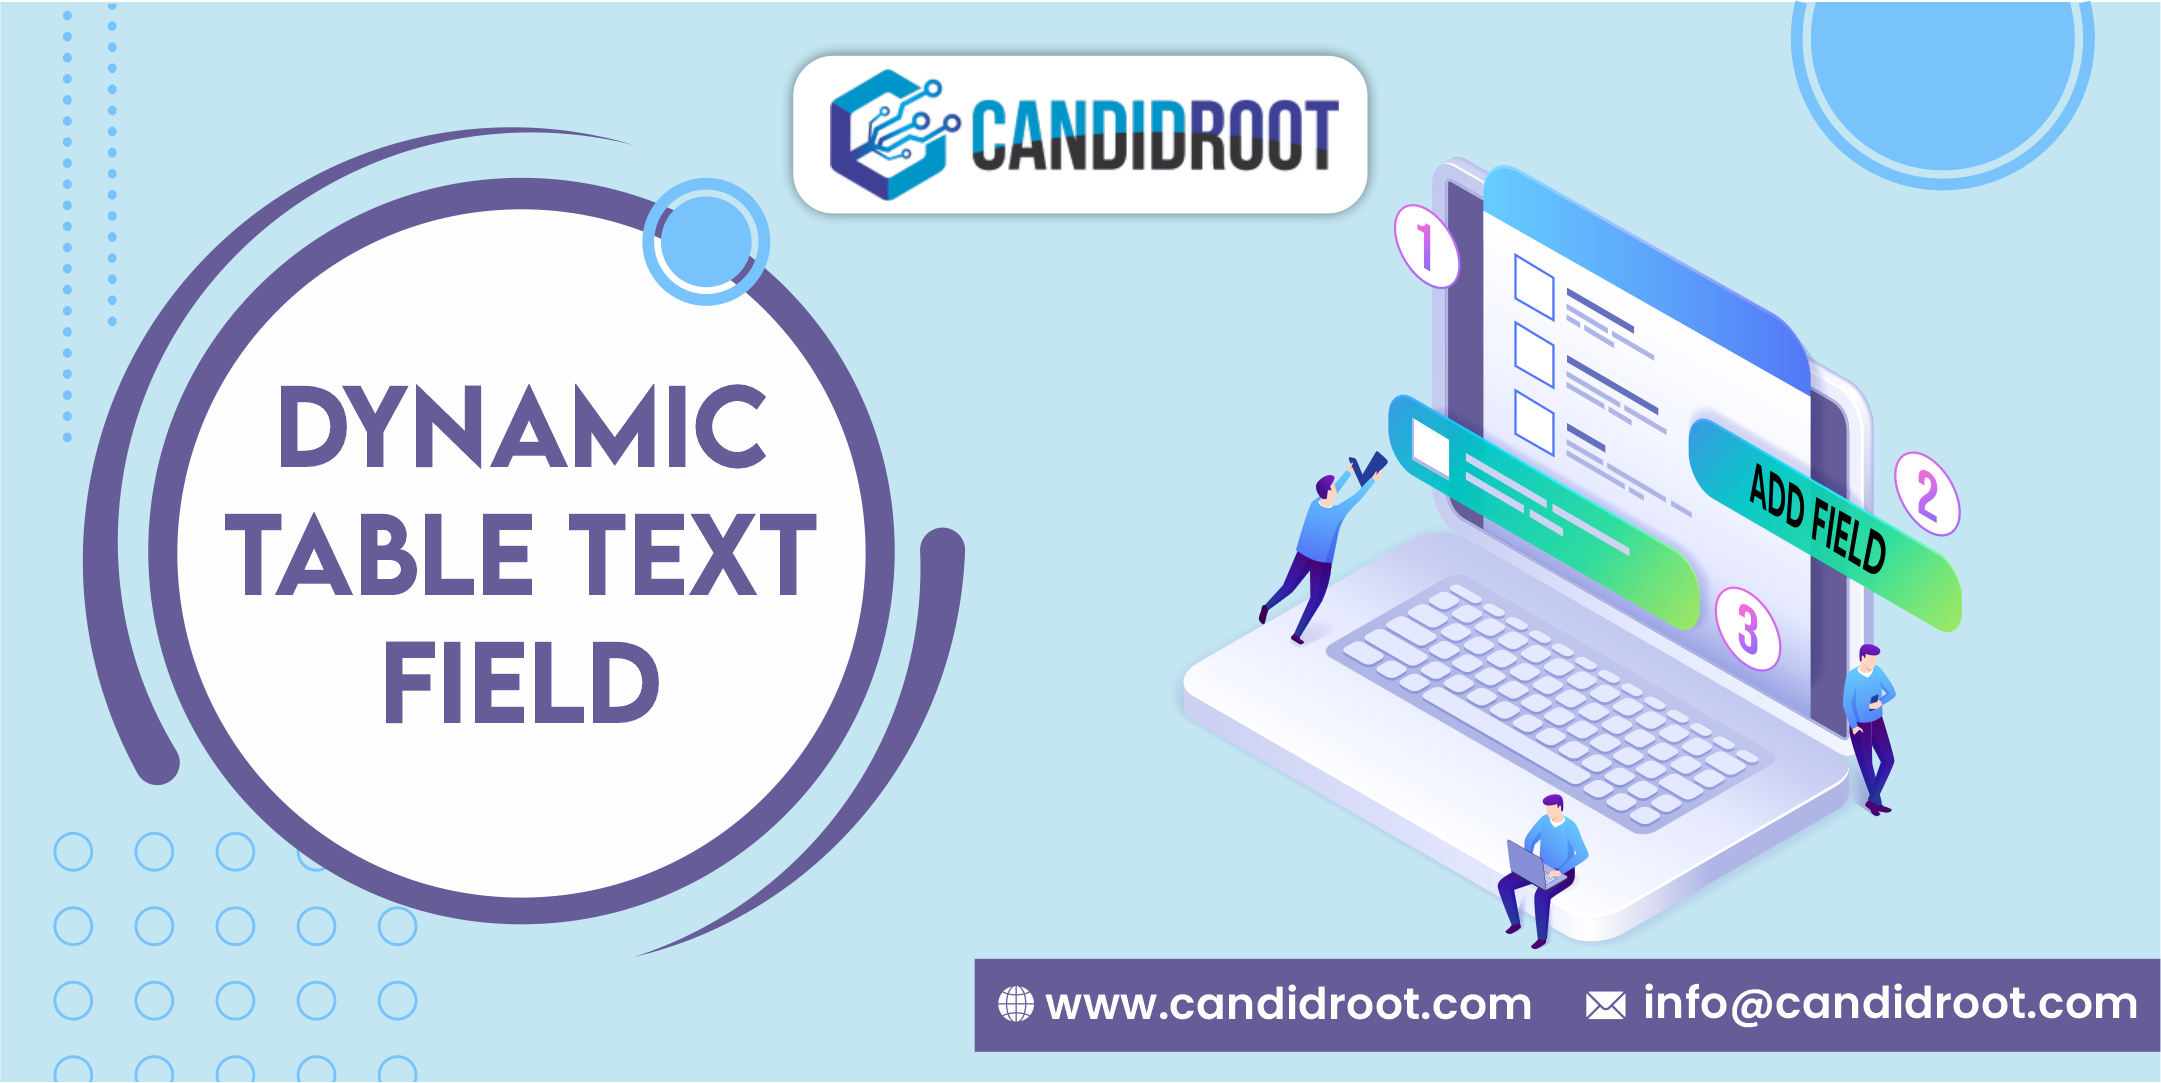 CANDIDROOT
DYNAMIC
TABLE TEXT
FIELD
1
ADD FIELD
2
3
www.candidroot.com
info@candidroot.com